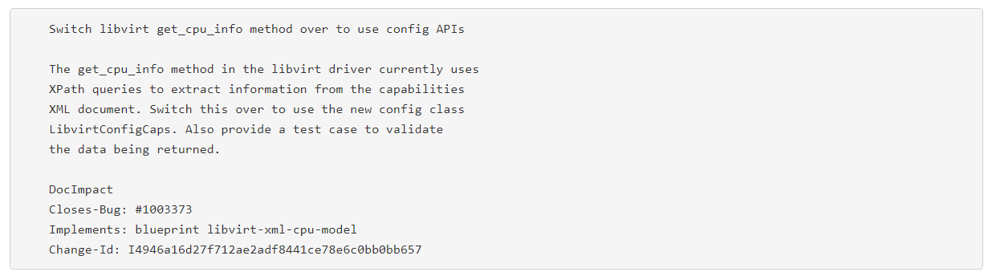 Switch libvirt get_cpu_info method over to use config APIs
The get_cpu_info method in the libvirt driver currently uses
XPath queries to extract information from the capabilities
XML document. Switch this over to use the new config class
LibvirtConfigCaps. Also provide a test case to validate
the data being returned.
DocImpact
Closes-Bug: #1003373
Implements: blueprint libvirt-xml-cpu-model
Change-Id: I4946a16d27f712ae2adf8441ce78e6c0bb0bb657